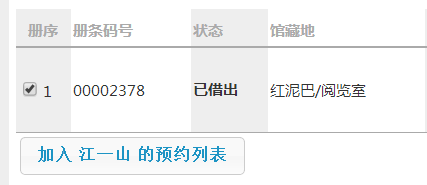 册序 册条码号 状态 馆藏地
1 00002378 已借出 红泥巴/阅览室
加入 江一山 的预约列表